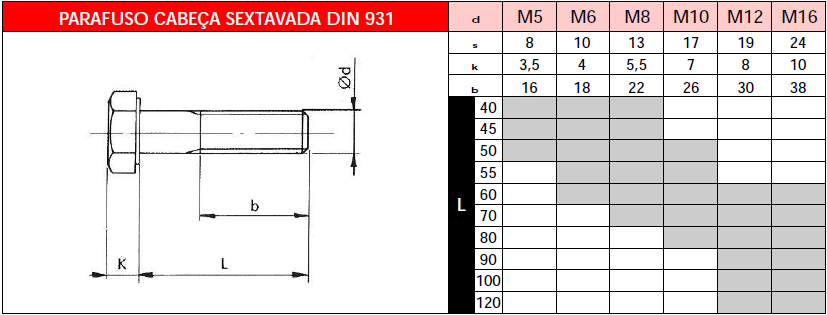 PARAFUSO CABEÇA SEXTAVADA DIN 931
d M5 M6 M8 M10 M12 M16
s 8 10 13 17 19 24
k 3,5 4 5,5 7 8 10
b 16 18 22 26 30 38
Ød
b
K L
L
40
45
50
55
60
70
80
90
100
120